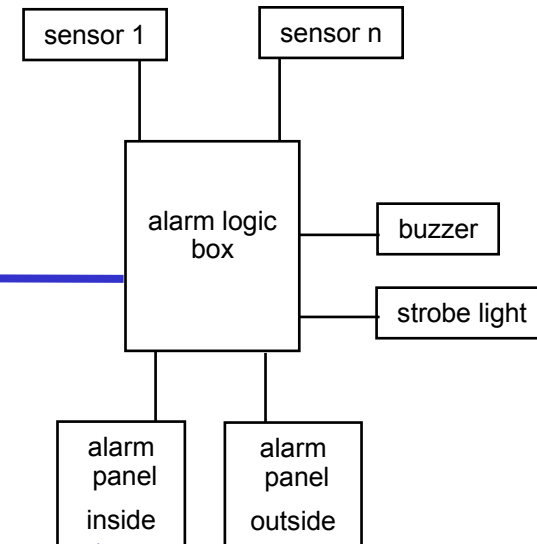 sensor 1
sensor n
alarm logic
box
buzzer
strobe light
alarm
panel
inside
alarm
panel
outside